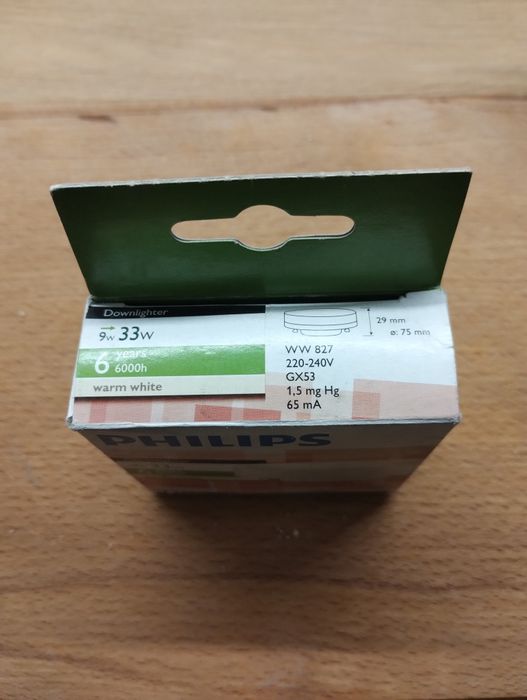 Downlighter
9w → 33w
6 years
6000h
warm white
29 mm
ø: 75 mm
WW 827
220-240V
GX53
1,5 mg Hg
65 mA
PHILIPS